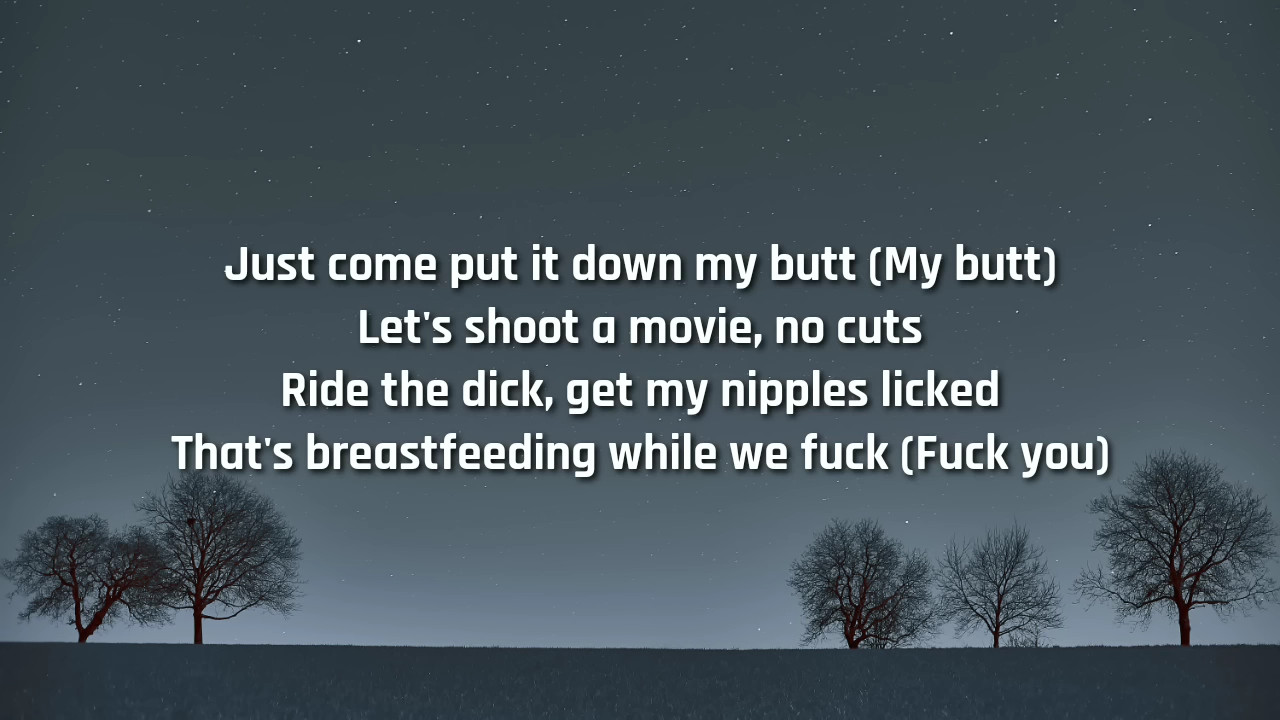 Just come put it down my butt (My butt)
Let's shoot a movie, no cuts
Ride the dick, get my nipples licked
That's breastfeeding while we fuck (Fuck you)